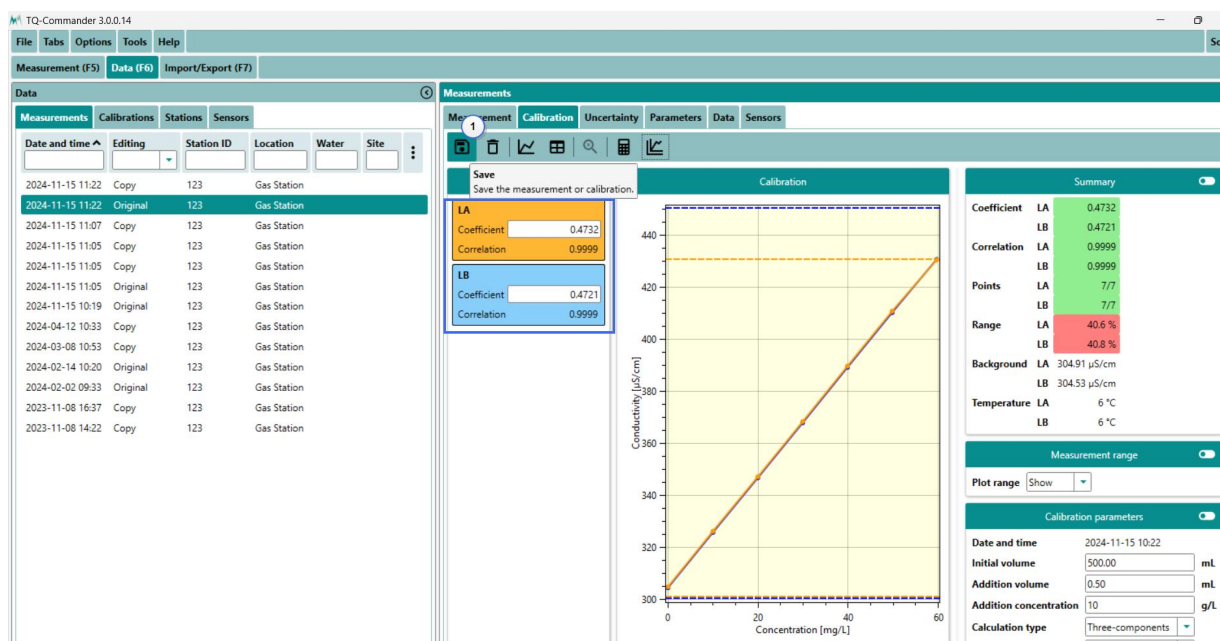 TQ-Commander 3.0.0.14
File Tabs Options Tools Help
Measurement (F5) Data (F6) Import/Export (F7)
Data
Measurements Calibrations Stations Sensors
Date and time Editing Station ID Location Water Site
2024-11-15 11:22 Copy 123 Gas Station
2024-11-15 11:22 Original 123 Gas Station
2024-11-15 11:07 Copy 123 Gas Station
2024-11-15 11:05 Copy 123 Gas Station
2024-11-15 11:05 Copy 123 Gas Station
2024-11-15 11:05 Original 123 Gas Station
2024-11-15 10:19 Original 123 Gas Station
2024-04-12 10:33 Copy 123 Gas Station
2024-03-08 10:53 Copy 123 Gas Station
2024-02-14 10:20 Original 123 Gas Station
2024-02-02 09:33 Original 123 Gas Station
2023-11-08 16:37 Copy 123 Gas Station
2023-11-08 14:22 Copy 123 Gas Station
Measurements
Calibration Uncertainty Parameters Data Sensors
1
Save
Save the measurement or calibration.
LA
Coefficient 0.4732
Correlation 0.9999
LB
Coefficient 0.4721
Correlation 0.9999
Calibration
440
420
400
380
360
340
320
300
Conductivity [µS/cm]
0 20 40 60
Concentration [mg/L]
Summary
Coefficient LA 0.4732
LB 0.4721
Correlation LA 0.9999
LB 0.9999
Points LA 7/7
LB 7/7
Range LA 40.6 %
LB 40.8 %
Background LA 304.91 µS/cm
LB 304.53 µS/cm
Temperature LA 6 °C
LB 6 °C
Measurement range
Plot range Show
Calibration parameters
Date and time 2024-11-15 10:22
Initial volume 500.00 mL
Addition volume 0.50 mL
Addition concentration 10 g/L
Calculation type Three-components